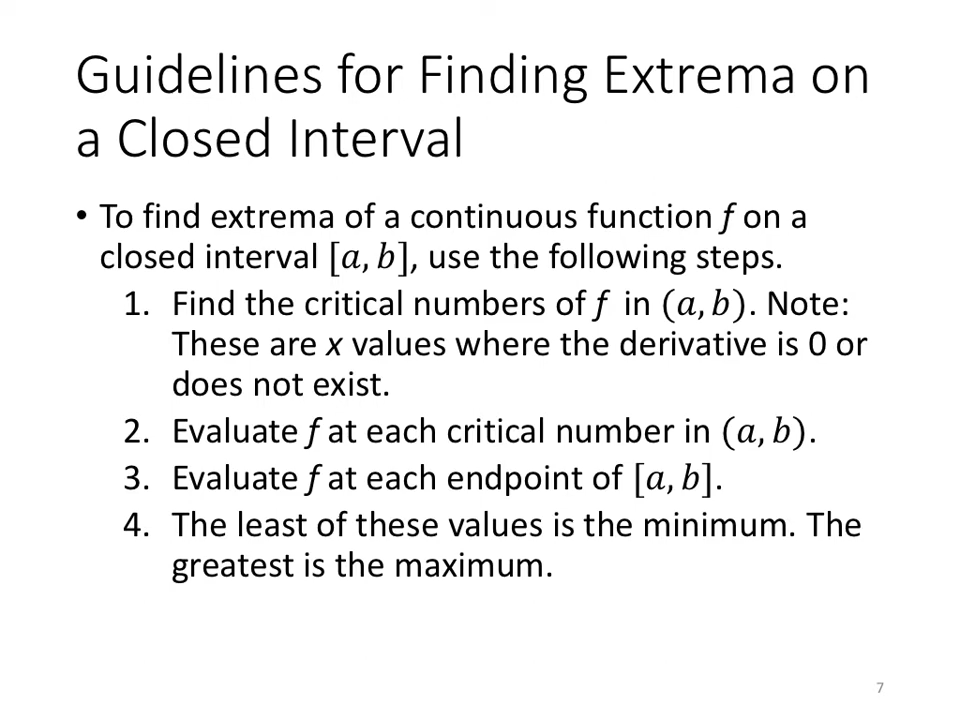 Guidelines for Finding Extrema on
a Closed Interval
• To find extrema of a continuous function f on a
closed interval [a, b], use the following steps.
1. Find the critical numbers of f in (a, b). Note:
These are x values where the derivative is 0 or
does not exist.
2. Evaluate f at each critical number in (a, b).
3. Evaluate f at each endpoint of [a, b].
4. The least of these values is the minimum. The
greatest is the maximum.
7